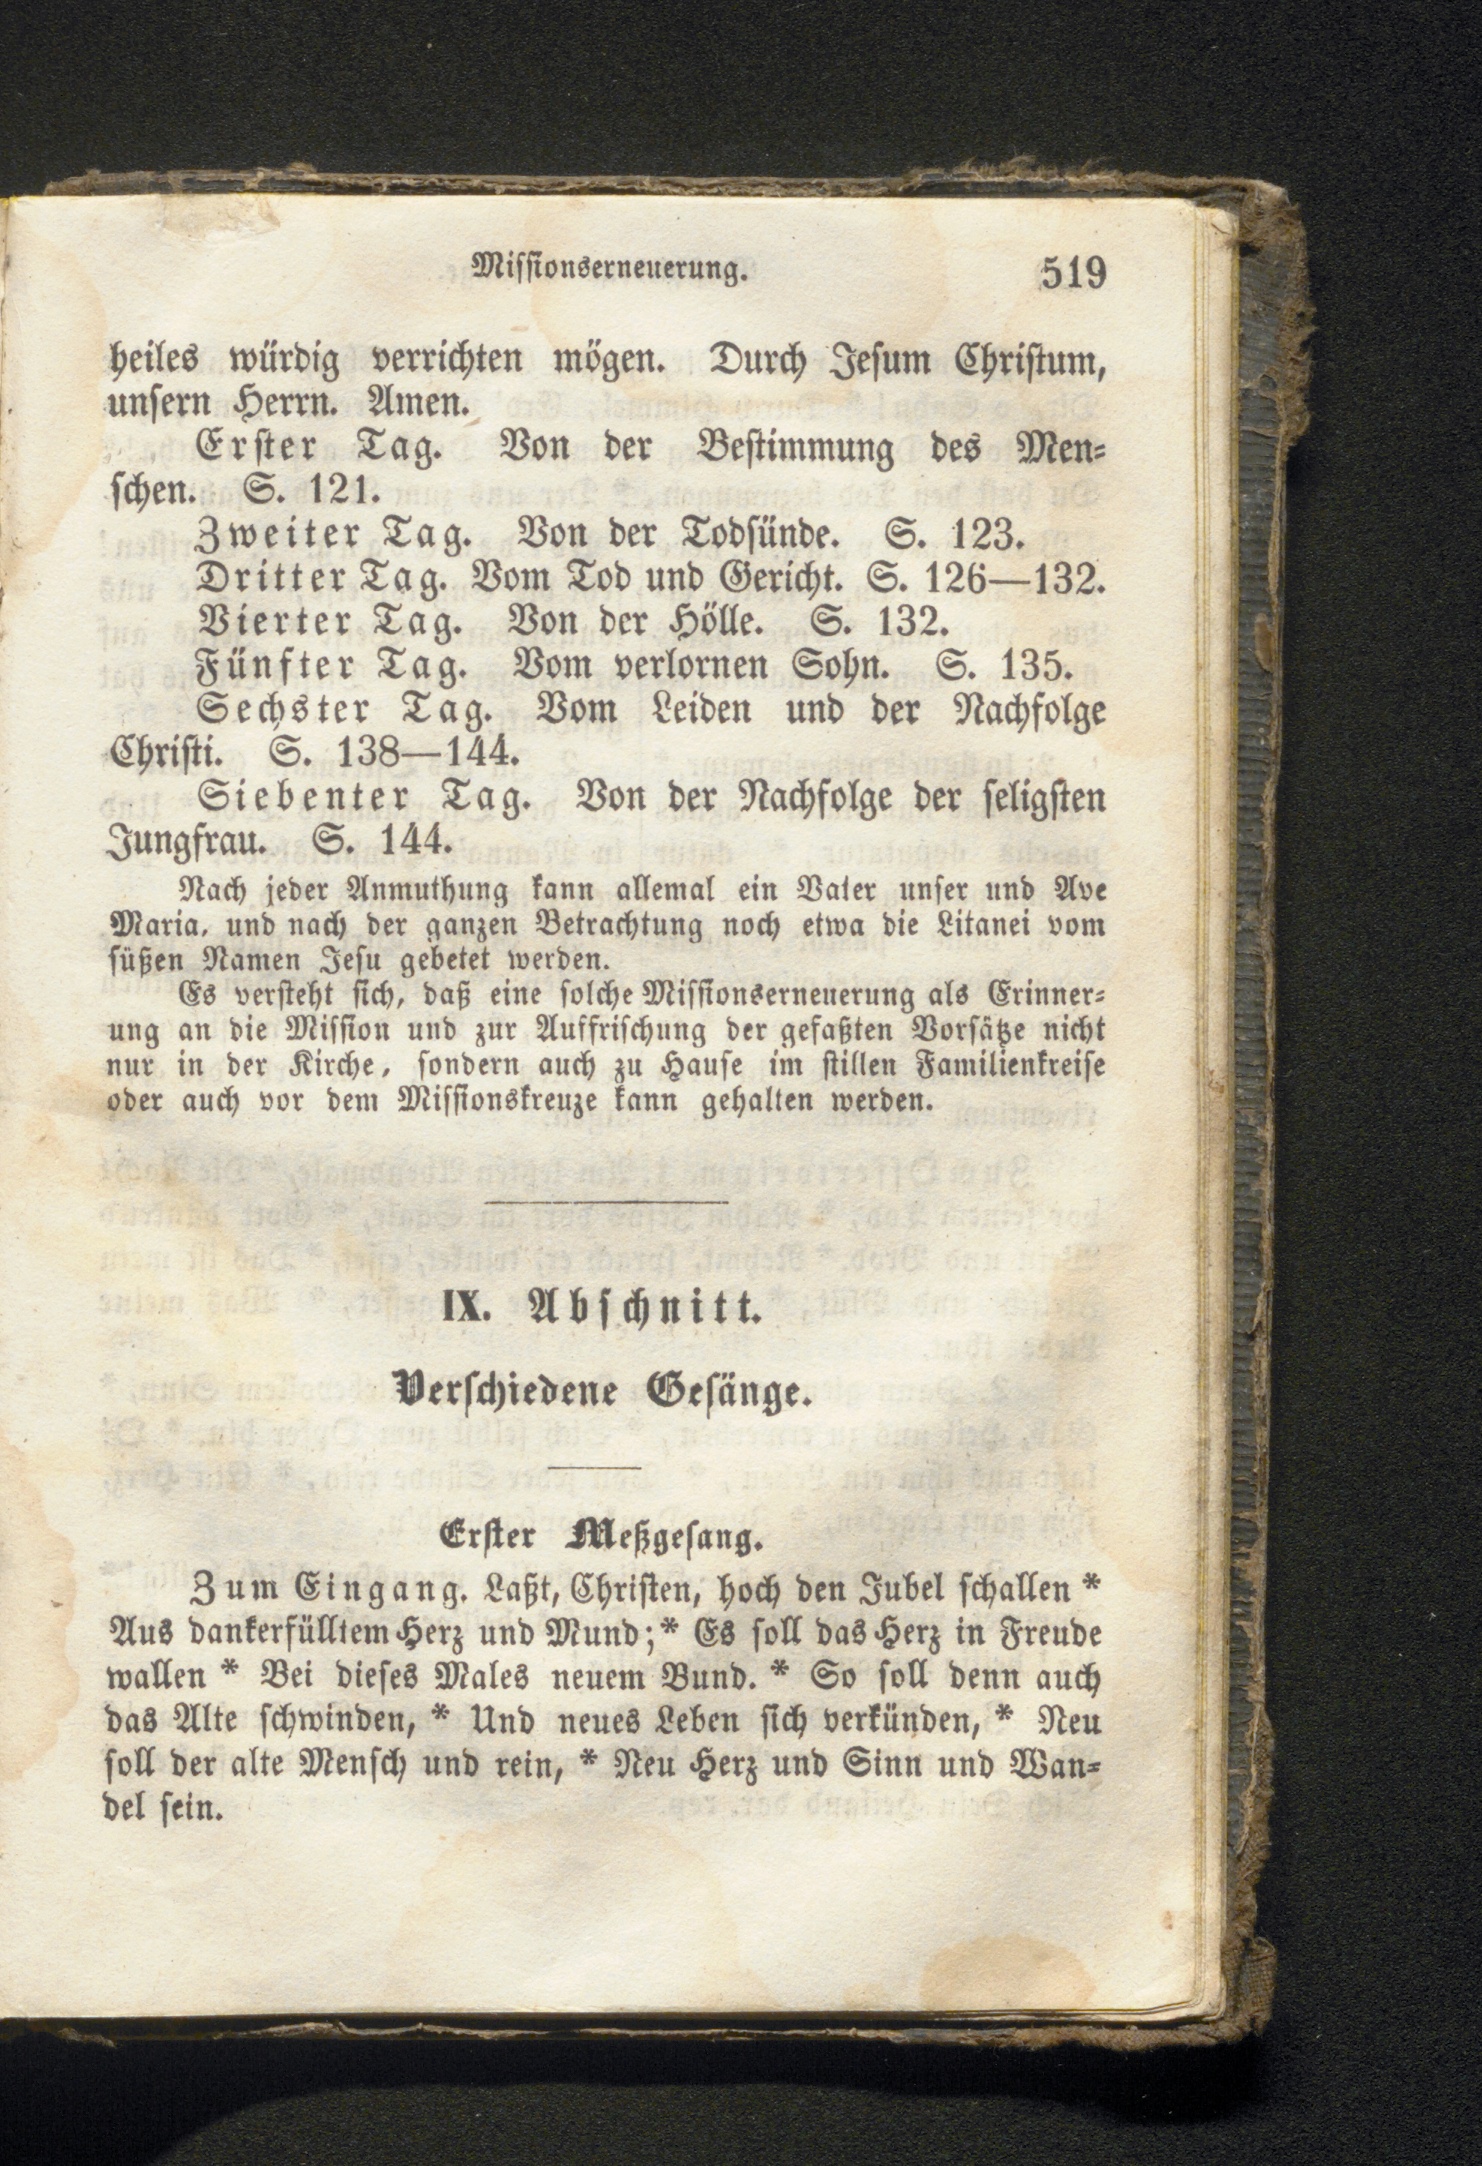 Missionserneuerung. 519
heiles würdig verrichten mögen. Durch Jesum Christum,
unsern Herrn. Amen.
Erster Tag. Von der Bestimmung des Men-
schen. S. 121.
Zweiter Tag. Von der Todsünde. S. 123.
Dritter Tag. Vom Tod und Gericht. S. 126—132.
Vierter Tag. Von der Hölle. S. 132.
Fünfter Tag. Vom verlornen Sohn. S. 135.
Sechster Tag. Vom Leiden und der Nachfolge
Christi. S. 138—144.
Siebenter Tag. Von der Nachfolge der seligsten
Jungfrau. S. 144.
Nach jeder Anmuthung kann allemal ein Vater unser und Ave
Maria, und nach der ganzen Betrachtung noch etwa die Litanei vom
süßen Namen Jesu gebetet werden.
Es versteht sich, daß eine solche Missionserneuerung als Erinner-
ung an die Mission und zur Auffrischung der gefaßten Vorsätze nicht
nur in der Kirche, sondern auch zu Hause im stillen Familienkreise
oder auch vor dem Missionskreuze kann gehalten werden.
IX. Abschnitt.
Verschiedene Gesänge.
Erster Meßgesang.
Zum Eingang. Laßt, Christen, hoch den Jubel schallen *
Aus dankerfülltem Herz und Mund; * Es soll das Herz in Freude
wallen * Bei dieses Males neuem Bund. * So soll denn auch
das Alte schwinden, * Und neues Leben sich verkünden, * Neu
soll der alte Mensch und rein, * Neu Herz und Sinn und Wan-
del sein.